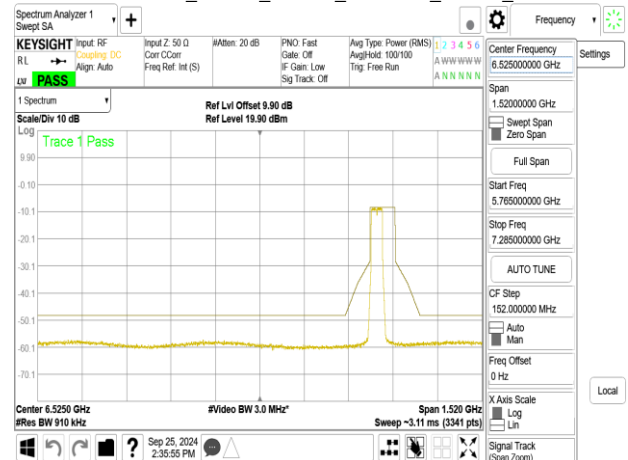 Spectrum Analyzer 1
Swept SA
+
Frequency
KEYSIGHT
RL
LXI
PASS
Input: RF
Coupling: DC
Align: Auto
Input Z: 50 Ω
Corr CCorr
Freq Ref: Int (S)
#Atten: 20 dB
PNO: Fast
Gate: Off
IF Gain: Low
Sig Track: Off
Avg Type: Power (RMS)
Avg|Hold: 100/100
Trig: Free Run
1 2 3 4 5 6
A W W W W W
A N N N N N
Center Frequency
6.525000000 GHz
Settings
Span
1.52000000 GHz
Swept Span
Zero Span
Full Span
Start Freq
5.765000000 GHz
Stop Freq
7.285000000 GHz
AUTO TUNE
CF Step
152.000000 MHz
Auto
Man
Freq Offset
0 Hz
X Axis Scale
Log
Lin
Signal Track
(Span Zoom)
Local
1 Spectrum
Scale/Div 10 dB
Ref Lvl Offset 9.90 dB
Ref Level 19.90 dBm
Log
Trace 1 Pass
9.90
-0.10
-10.1
-20.1
-30.1
-40.1
-50.1
-60.1
-70.1
Center 6.5250 GHz
#Video BW 3.0 MHz*
Span 1.520 GHz
#Res BW 910 kHz
Sweep ~3.11 ms (3341 pts)
?
Sep 25, 2024
2:35:55 PM